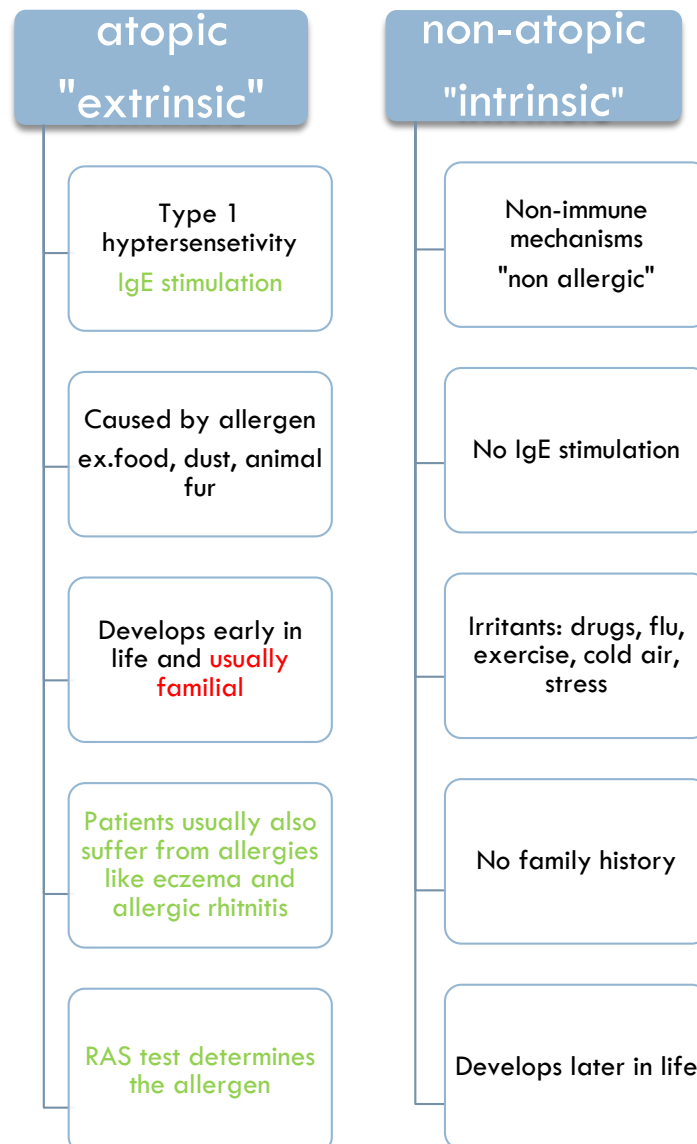 atopic
"extrinsic"
Type 1
hyptersensetivity
IgE stimulation
Caused by allergen
ex.food, dust, animal
fur
Develops early in
life and usually
familial
Patients usually also
suffer from allergies
like eczema and
allergic rhitnitis
RAS test determines
the allergen
non-atopic
"intrinsic"
Non-immune
mechanisms
"non allergic"
No IgE stimulation
Irritants: drugs, flu,
exercise, cold air,
stress
No family history
Develops later in life